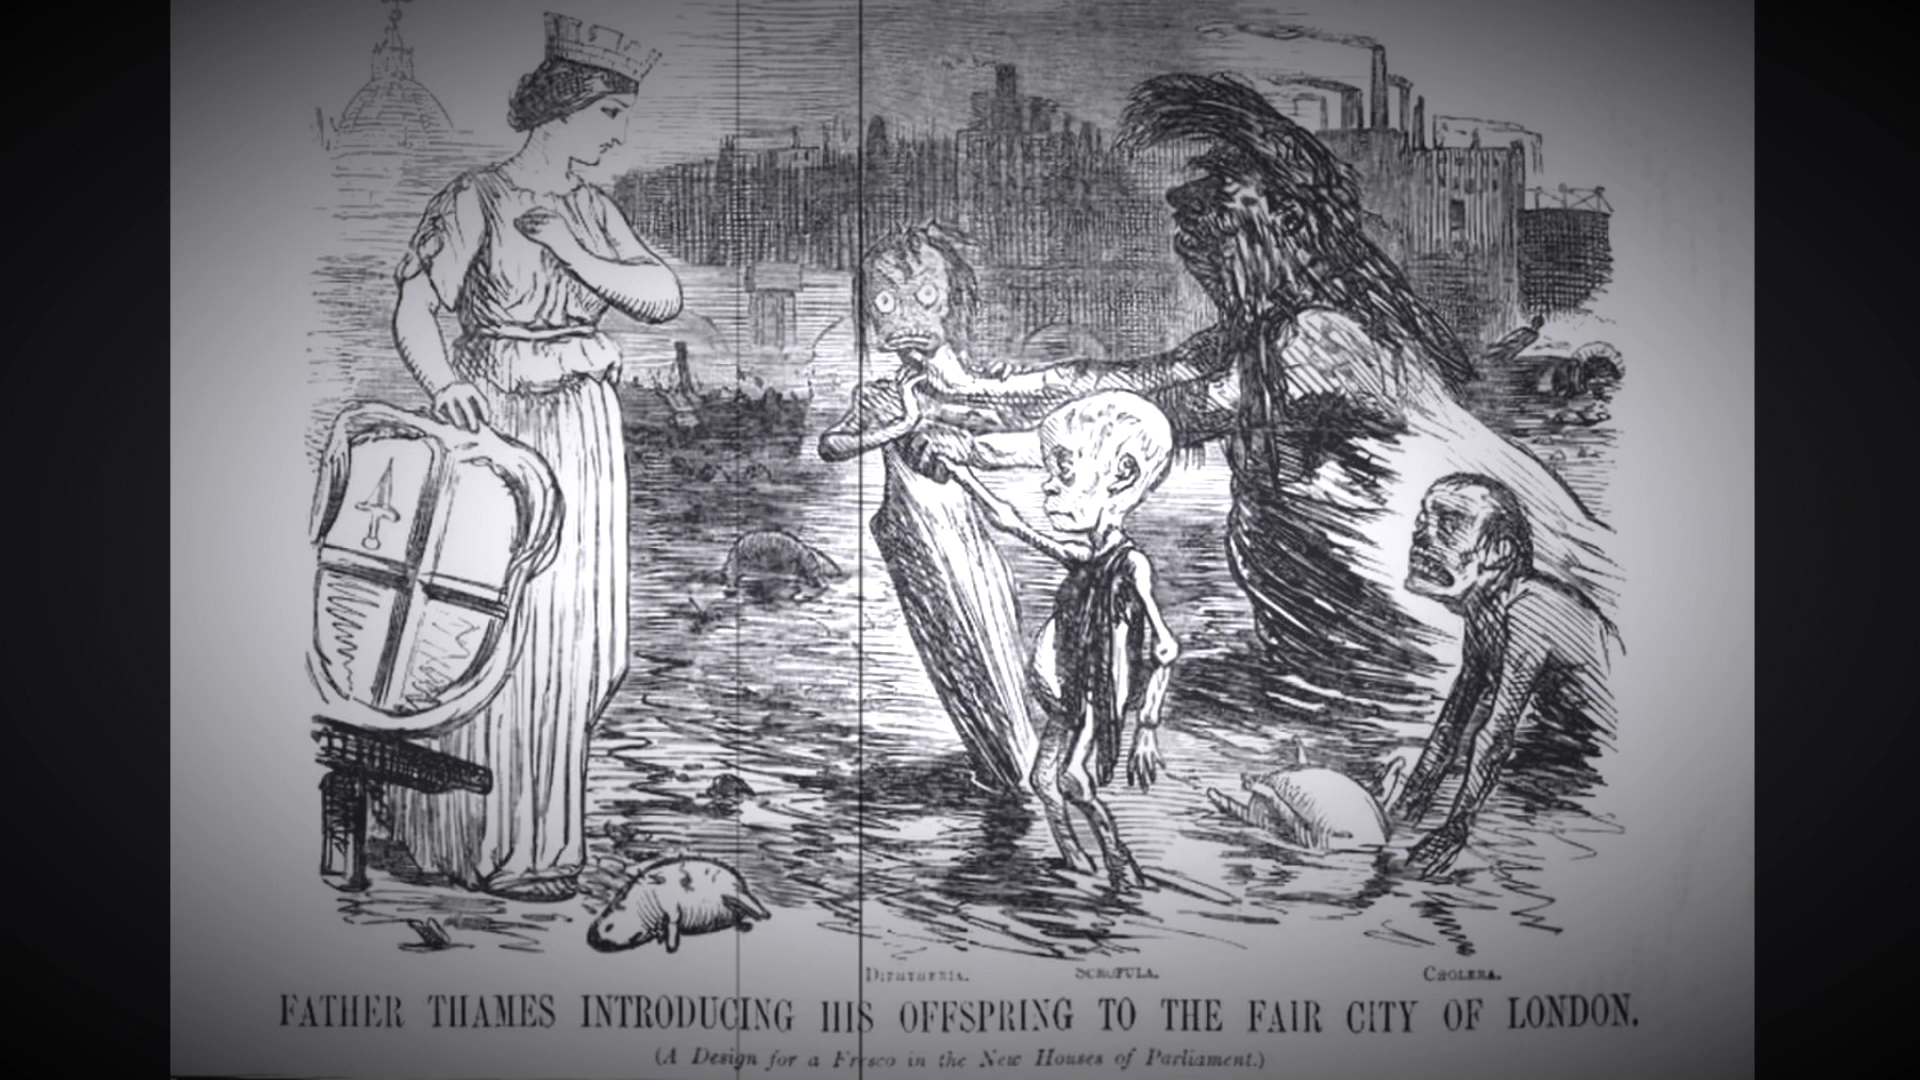 DIPHTHERIA. SCROFULA. CHOLERA.
FATHER THAMES INTRODUCING HIS OFFSPRING TO THE FAIR CITY OF LONDON.
(A Design for a Fresco in the New Houses of Parliament.)